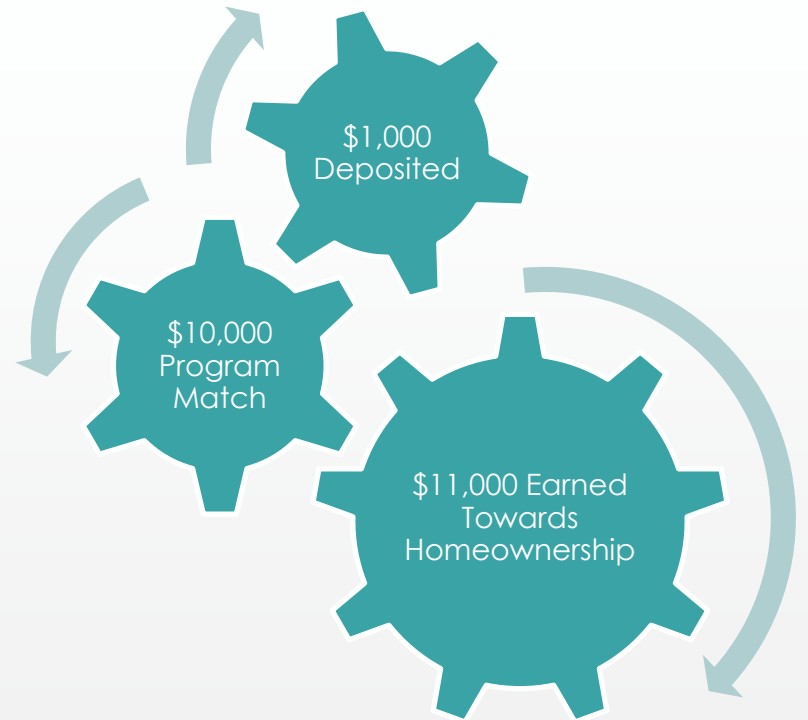 $1,000
Deposited
$10,000
Program
Match
$11,000 Earned
Towards
Homeownership